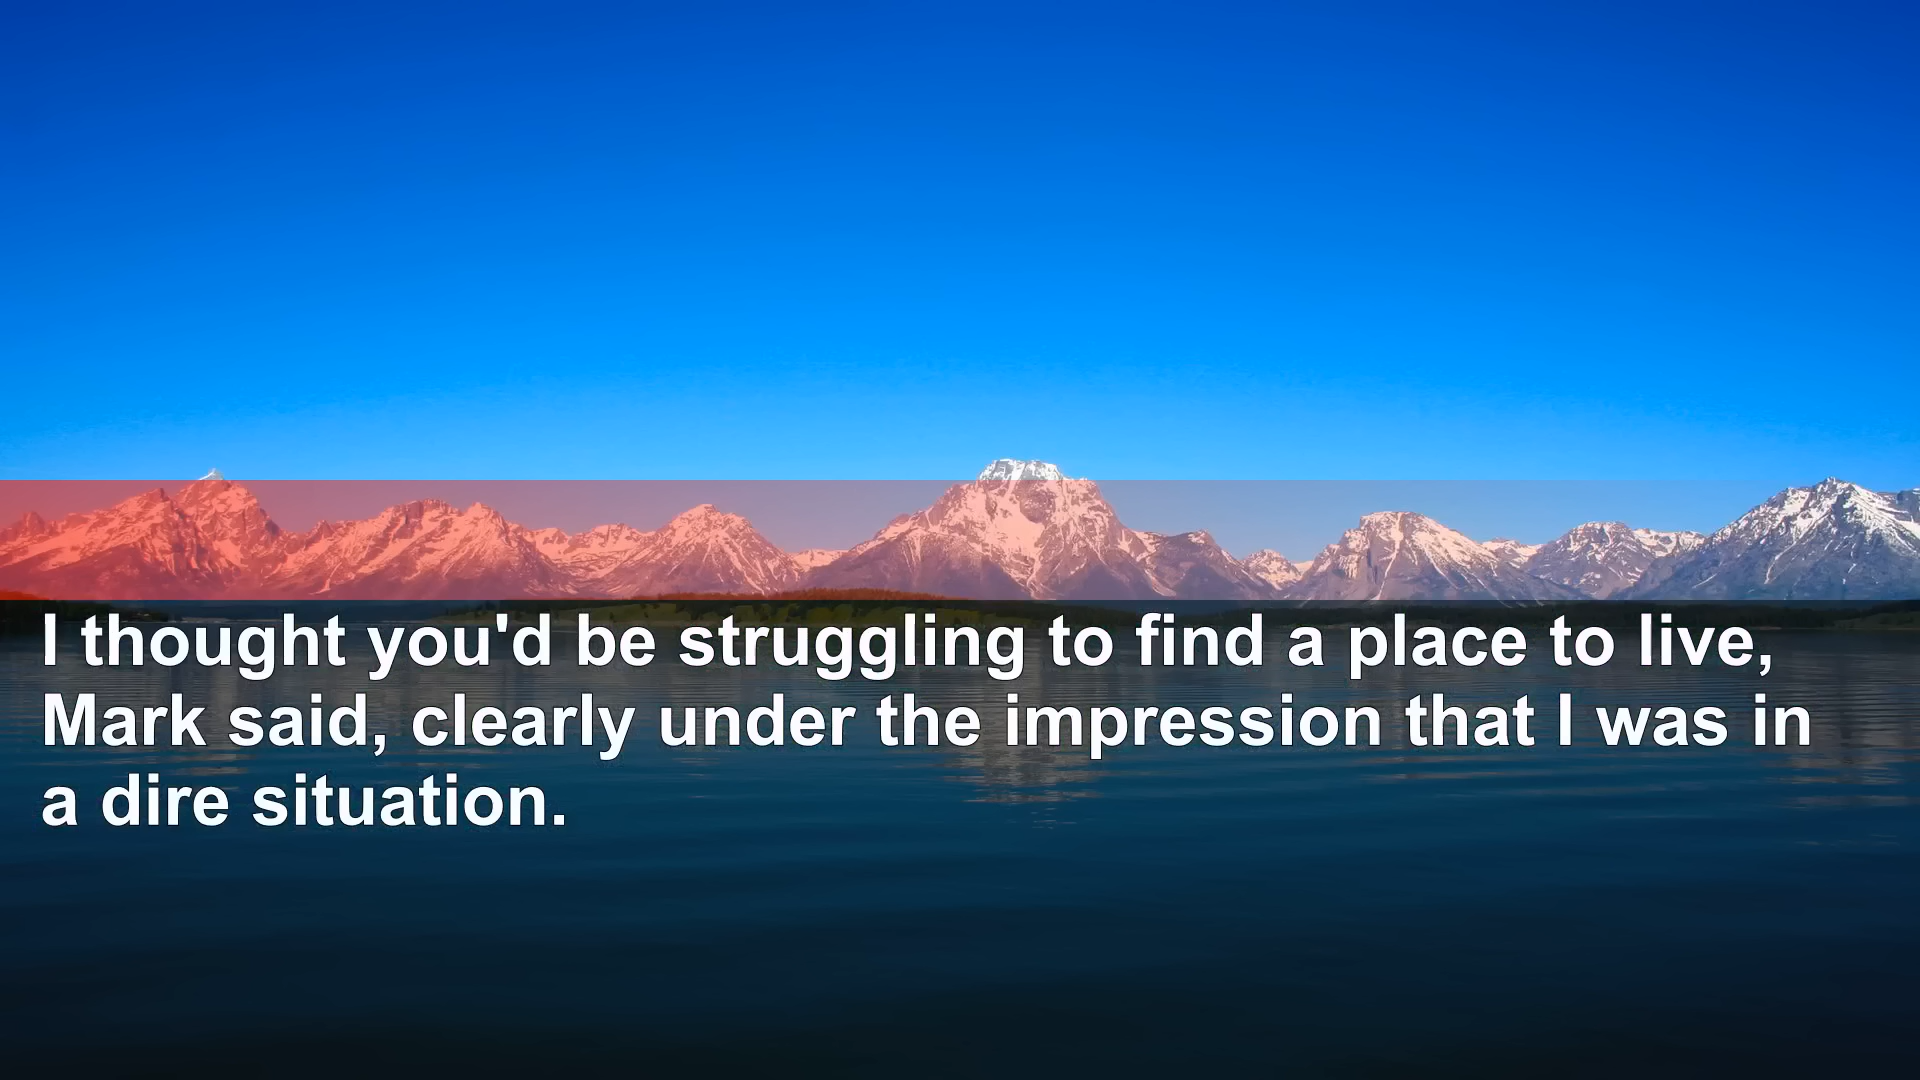 I thought you'd be struggling to find a place to live,
Mark said, clearly under the impression that I was in
a dire situation.